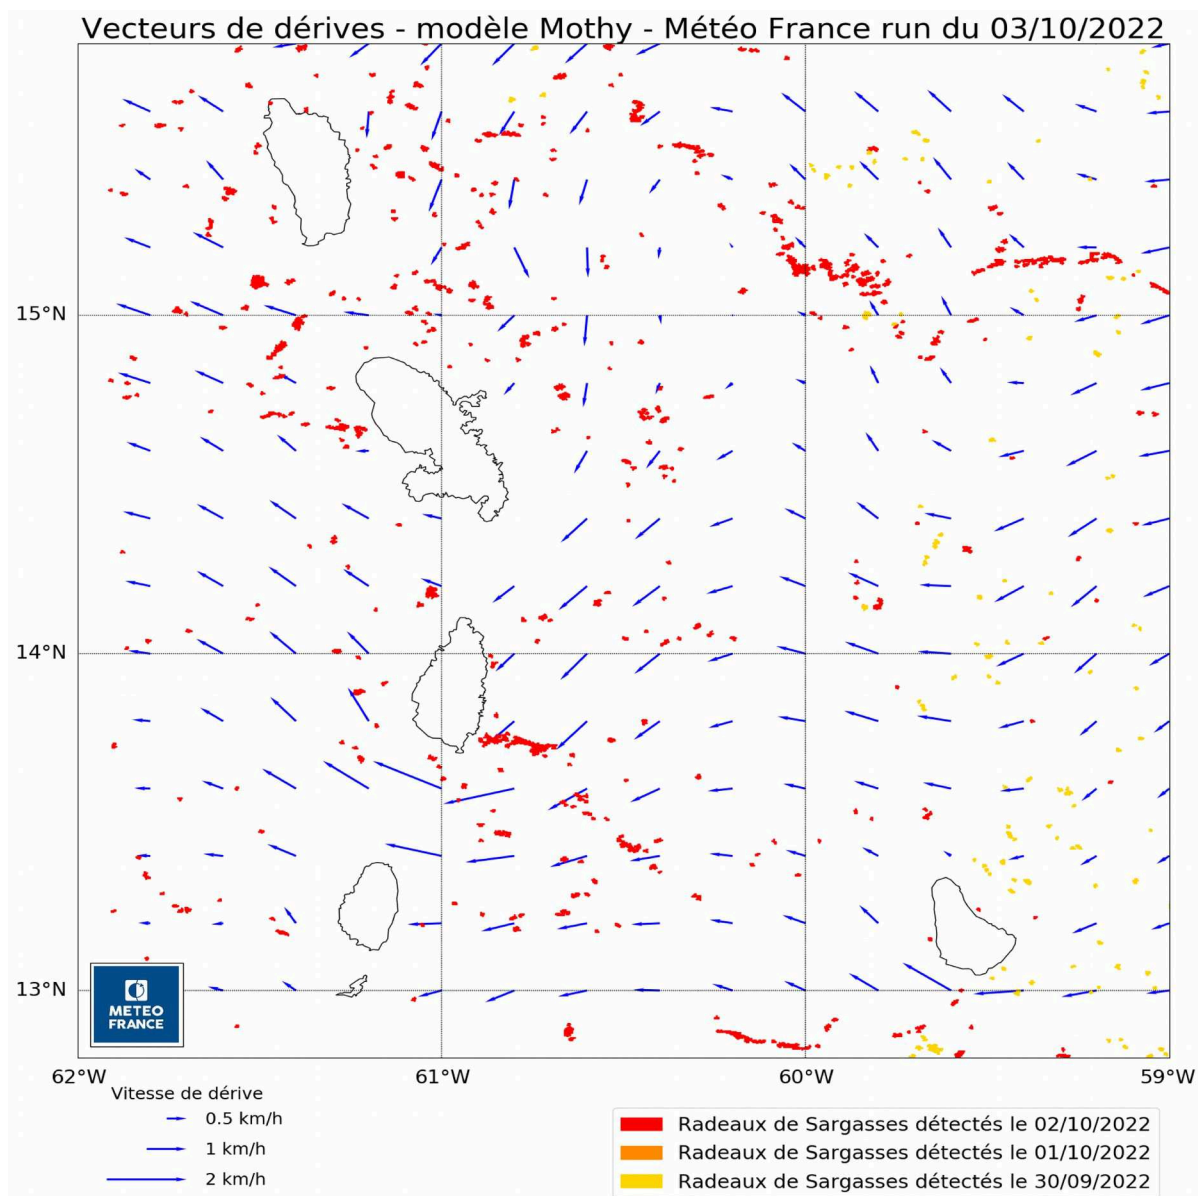 Vecteurs de dérives - modèle Mothy - Météo France run du 03/10/2022
15°N
14°N
13°N
METEO
FRANCE
62°W
61°W
60°W
59°W
Vitesse de dérive
0.5 km/h
1 km/h
2 km/h
Radeaux de Sargasses détectés le 02/10/2022
Radeaux de Sargasses détectés le 01/10/2022
Radeaux de Sargasses détectés le 30/09/2022